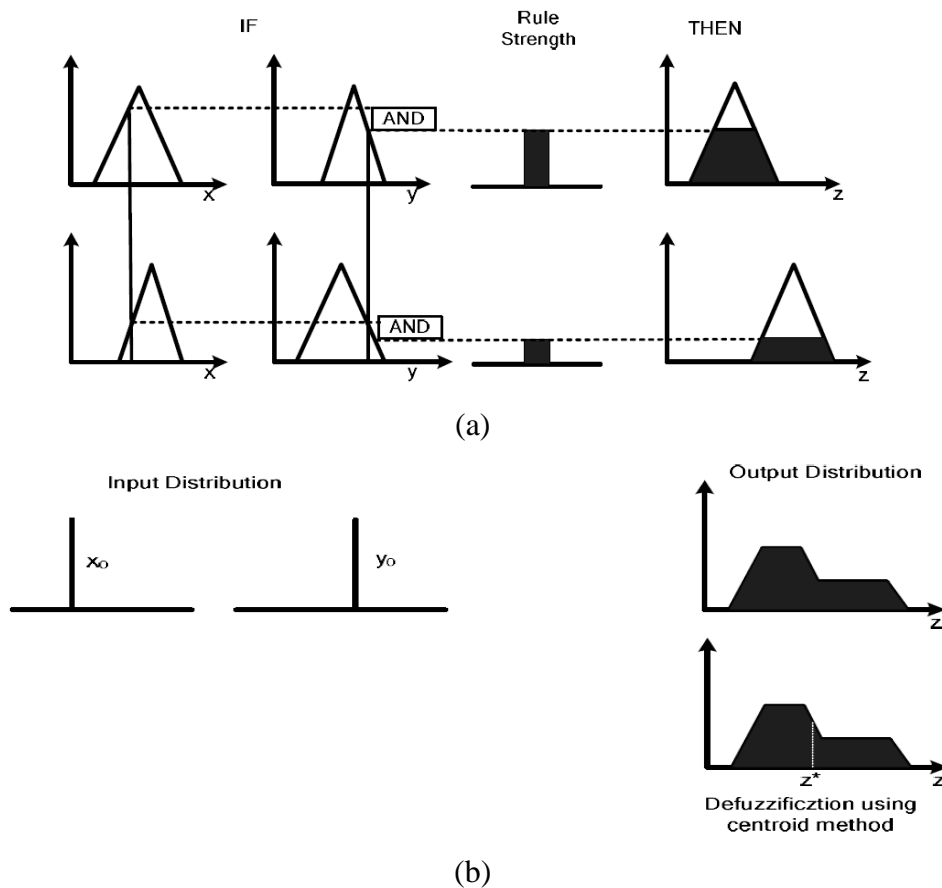 IF
Rule
Strength
THEN
AND
x
y
z
AND
x
y
z
(a)
Input Distribution
Output Distribution
xo
yo
z
z
z*
Defuzzificztion using
centroid method
(b)